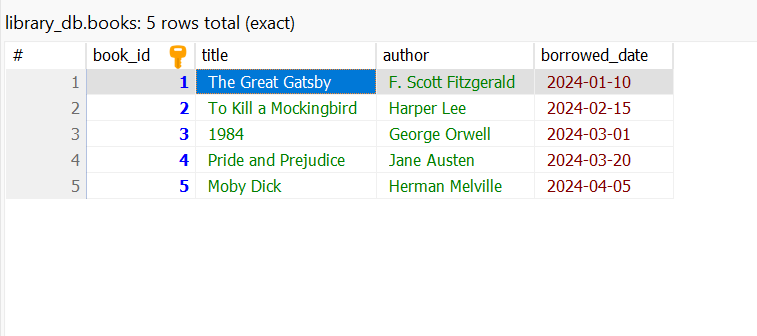 library_db.books: 5 rows total (exact)
# book_id title author borrowed_date
1 1 The Great Gatsby F. Scott Fitzgerald 2024-01-10
2 2 To Kill a Mockingbird Harper Lee 2024-02-15
3 3 1984 George Orwell 2024-03-01
4 4 Pride and Prejudice Jane Austen 2024-03-20
5 5 Moby Dick Herman Melville 2024-04-05